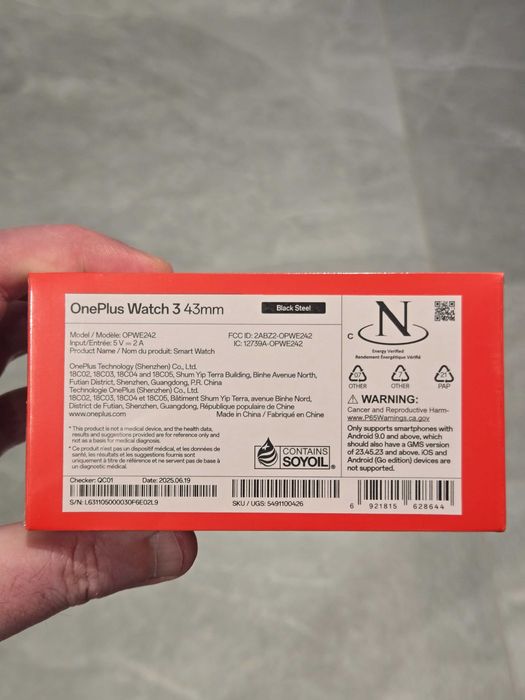 OnePlus Watch 3 43mm
Black Steel
Model / Modèle: OPWE242
Input/Entrée: 5 V ⎓ 2 A
Product Name / Nom du produit: Smart Watch
FCC ID: 2ABZ2-OPWE242
IC: 12739A-OPWE242
OnePlus Technology (Shenzhen) Co., Ltd.
18C02, 18C03, 18C04 and 18C05, Shum Yip Terra Building, Binhe Avenue North,
Futian District, Shenzhen, Guangdong, P.R. China
Technologie OnePlus (Shenzhen) Co., Ltd.
18C02, 18C03, 18C04 et 18C05, Bâtiment Shum Yip Terra, avenue Binhe Nord,
District de Futian, Shenzhen, Guangdong, République populaire de Chine
www.oneplus.com
Made in China / Fabriqué en Chine
* This product is not a medical device, and the health data,
results and suggestions provided are for reference only and
not as a basis for medical diagnosis.
* Ce produit n'est pas un dispositif médical, et les données de
santé, les résultats et les suggestions fournis sont
uniquement à titre de référence et ne servent pas de base à
un diagnostic médical.
CONTAINS
SOYOIL
Checker: QC01
Date: 2025.06.19
S/N: L631105000030F6E02L9
SKU / UGS: 5491100426
C
N
Energy Verified
Rendement Énergétique Vérifié
07
OTHER
7
OTHER
21
PAP
⚠ WARNING:
Cancer and Reproductive Harm-
www.P65Warnings.ca.gov
Only supports smartphones with
Android 9.0 and above, which
should also have a GMS version
of 23.45.23 and above. iOS and
Android (Go edition) devices are
not supported.
6 921815 628644